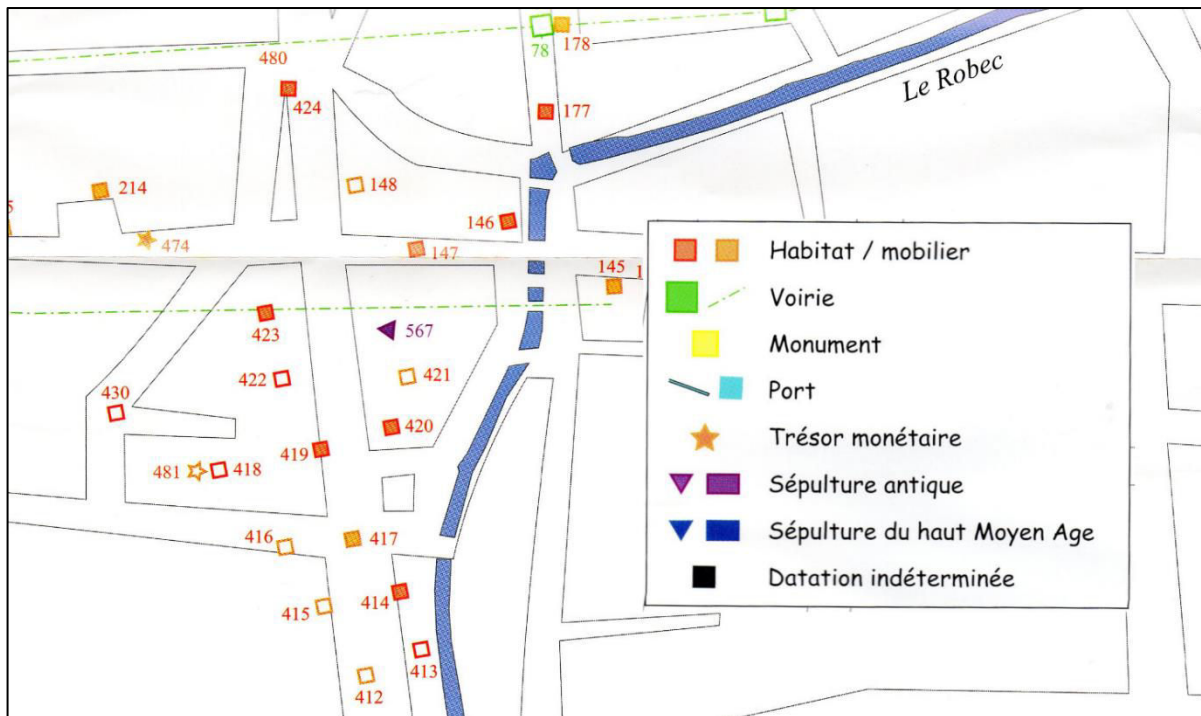 78
178
480
424
177
Le Robec
214
148
474
146
147
145
423
567
422
421
430
420
419
481
418
416
417
415
414
413
412
Habitat / mobilier
Voirie
Monument
Port
Trésor monétaire
Sépulture antique
Sépulture du haut Moyen Age
Datation indéterminée